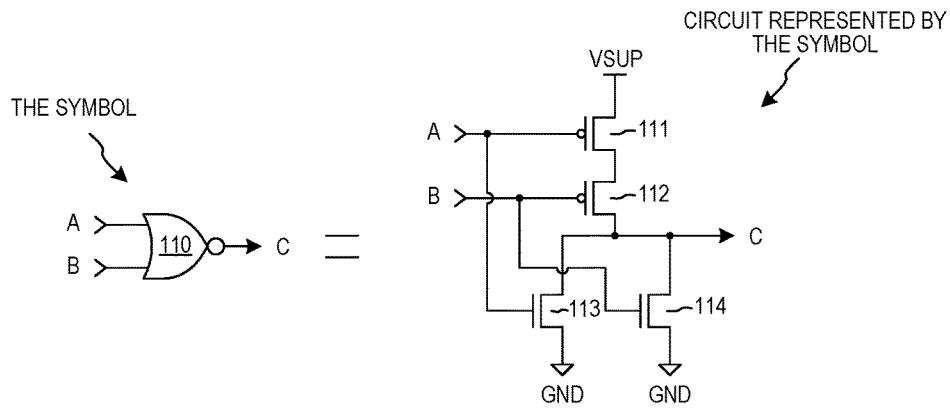 CIRCUIT REPRESENTED BY
THE SYMBOL
VSUP
THE SYMBOL
A
111
B
112
A
110
C
B
C
113
114
GND
GND